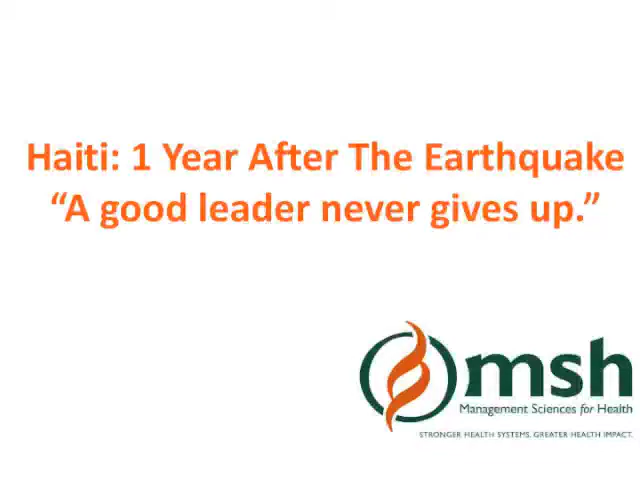 Haiti: 1 Year After The Earthquake
“A good leader never gives up.”
msh
Management Sciences for Health
STRONGER HEALTH SYSTEMS. GREATER HEALTH IMPACT.